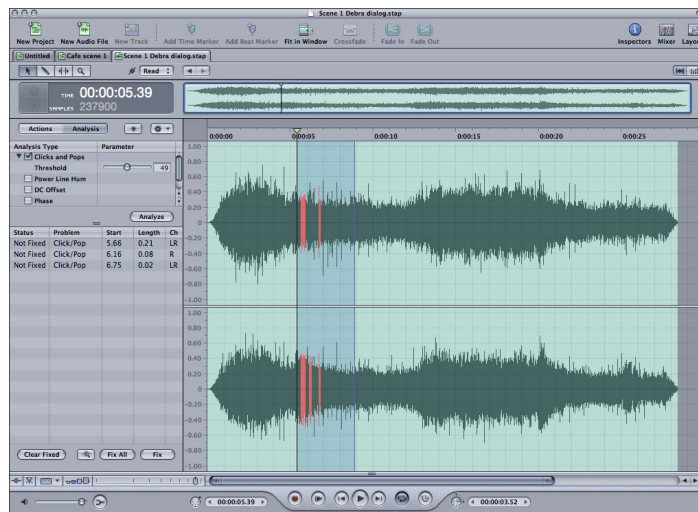 Scene 1 Debra dialog.stap
New Project New Audio File New Track Add Time Marker Add Beat Marker Fit in Window Crossfade Fade In Fade Out Inspectors Mixer Layou
Untitled Cafe scene 1 Scene 1 Debra dialog.stap
Read
TIME 00:00:05.39
SAMPLES 237900
Actions Analysis
Analysis Type Parameter
Clicks and Pops
Threshold 49
Power Line Hum
DC Offset
Phase
Analyze
Status Problem Start Length Ch
Not Fixed Click/Pop 5.66 0.21 LR
Not Fixed Click/Pop 6.16 0.08 R
Not Fixed Click/Pop 6.75 0.02 LR
Clear Fixed Fix All Fix
0:00:00 0:00:05 0:00:10 0:00:15 0:00:20 0:00:25
1.00
0.80
0.60
0.40
0.20
0
-0.20
-0.40
-0.60
-0.80
-1.00
1.00
0.80
0.60
0.40
0.20
0
-0.20
-0.40
-0.60
-0.80
-1.00
00:00:05.39 00:00:03.52